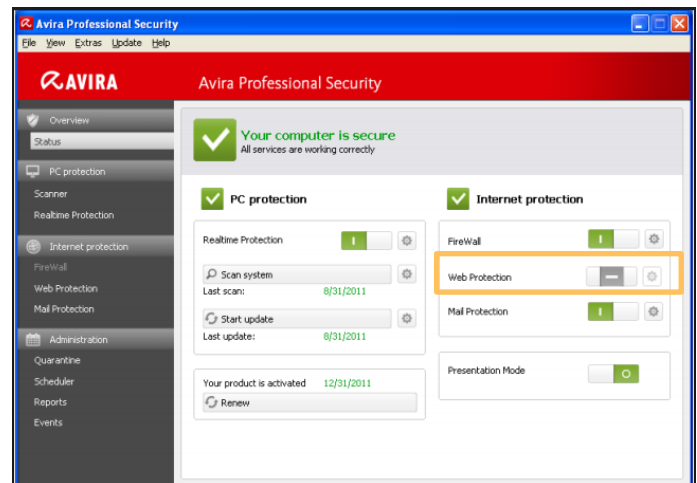 Avira Professional Security
File View Extras Update Help
AVIRA
Avira Professional Security
Overview
Status
PC protection
Scanner
Realtime Protection
Internet protection
FireWall
Web Protection
Mail Protection
Administration
Quarantine
Scheduler
Reports
Events
Your computer is secure
All services are working correctly
PC protection
Realtime Protection
Scan system
Last scan: 8/31/2011
Start update
Last update: 8/31/2011
Your product is activated 12/31/2011
Renew
Internet protection
FireWall
Web Protection
Mail Protection
Presentation Mode